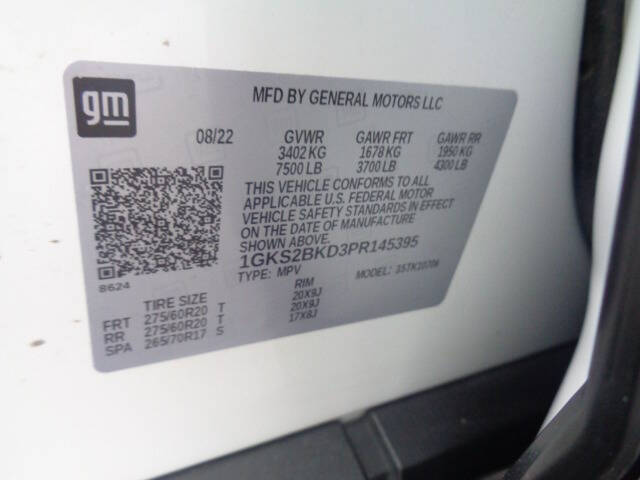 gm
MFD BY GENERAL MOTORS LLC
08/22 GVWR GAWR FRT GAWR RR
3402 KG 1678 KG 1950 KG
7500 LB 3700 LB 4300 LB
THIS VEHICLE CONFORMS TO ALL
APPLICABLE U.S. FEDERAL MOTOR
VEHICLE SAFETY STANDARDS IN EFFECT
ON THE DATE OF MANUFACTURE
SHOWN ABOVE.
1GKS2BKD3PR145395
TYPE: MPV MODEL:
8624
TIRE SIZE RIM
FRT 275/60R20 T 20X9J
RR 275/60R20 T 20X9J
SPA 265/70R17 S 17X8J